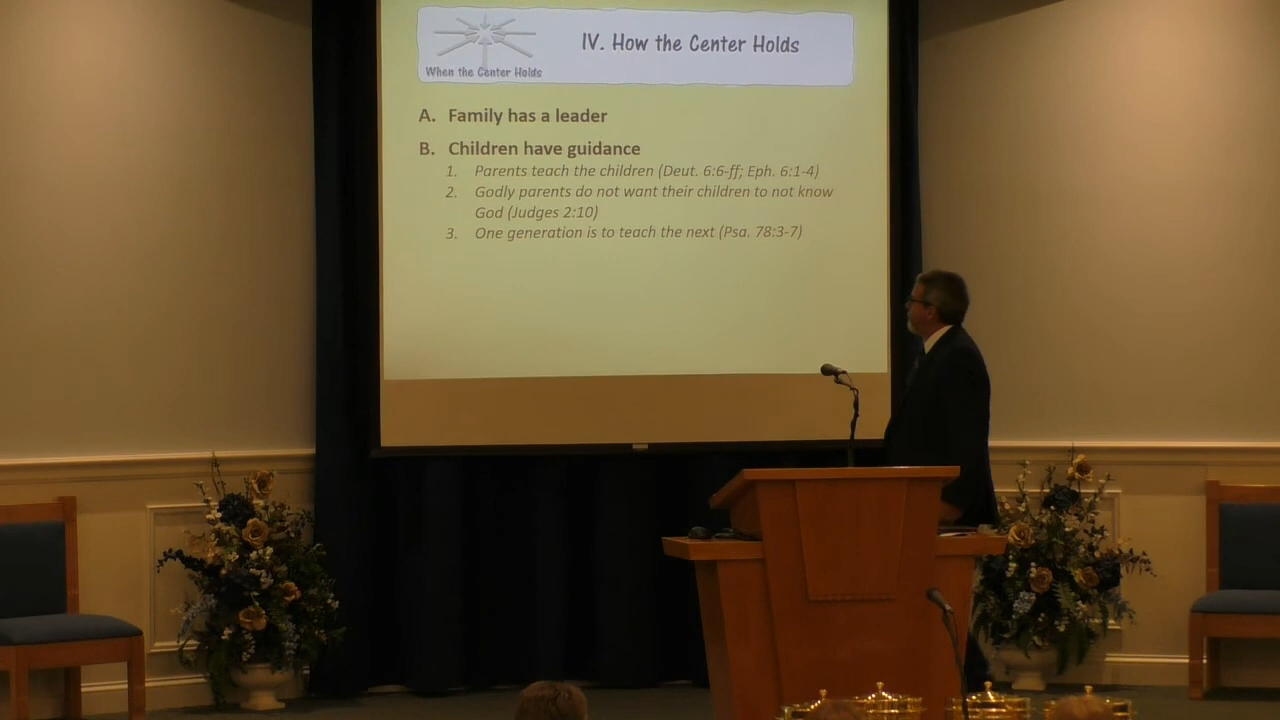 IV. How the Center Holds
When the Center Holds
A. Family has a leader
B. Children have guidance
1. Parents teach the children (Deut. 6:6-ff; Eph. 6:1-4)
2. Godly parents do not want their children to not know
God (Judges 2:10)
3. One generation is to teach the next (Psa. 78:3-7)